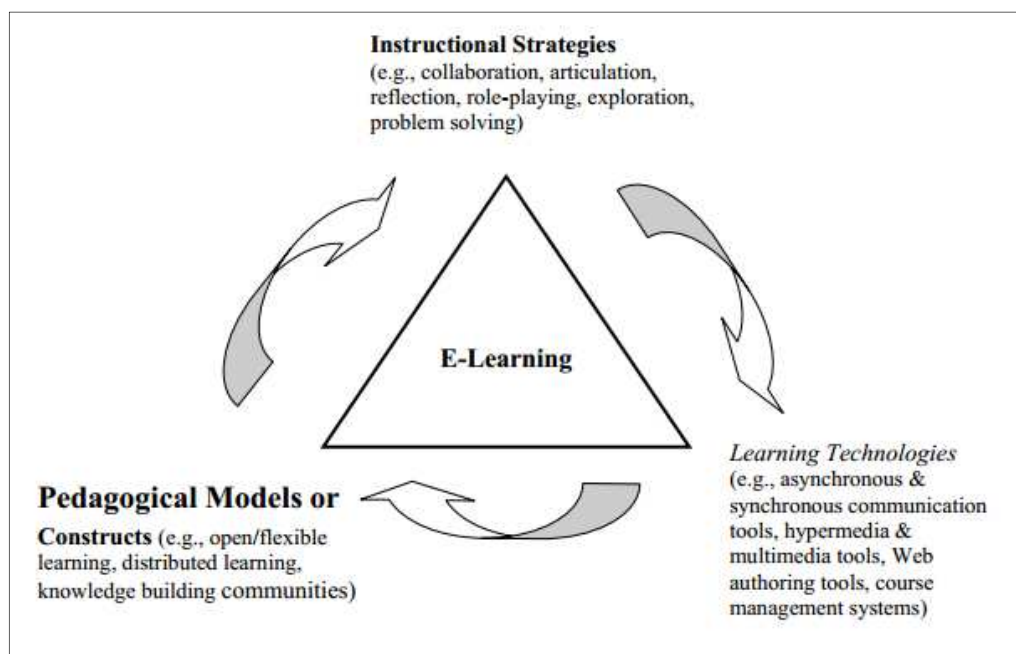 Instructional Strategies
(e.g., collaboration, articulation,
reflection, role-playing, exploration,
problem solving)
E-Learning
Learning Technologies
(e.g., asynchronous &
synchronous communication
tools, hypermedia &
multimedia tools, Web
authoring tools, course
management systems)
Pedagogical Models or
Constructs (e.g., open/flexible
learning, distributed learning,
knowledge building communities)